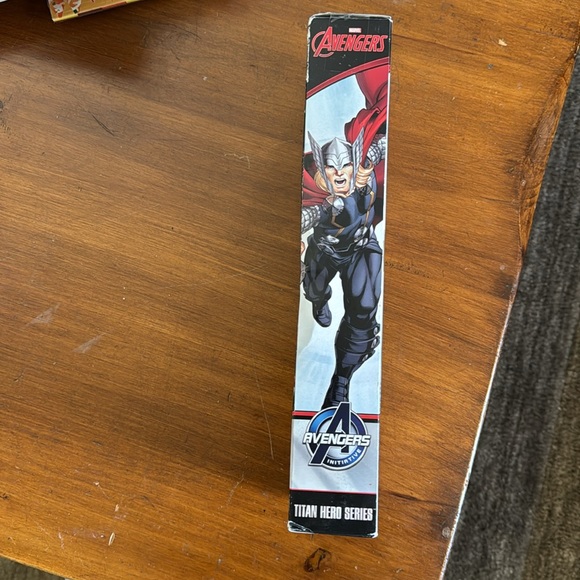 MARVEL
AVENGERS
AVENGERS
INITIATIVE
TITAN HERO SERIES